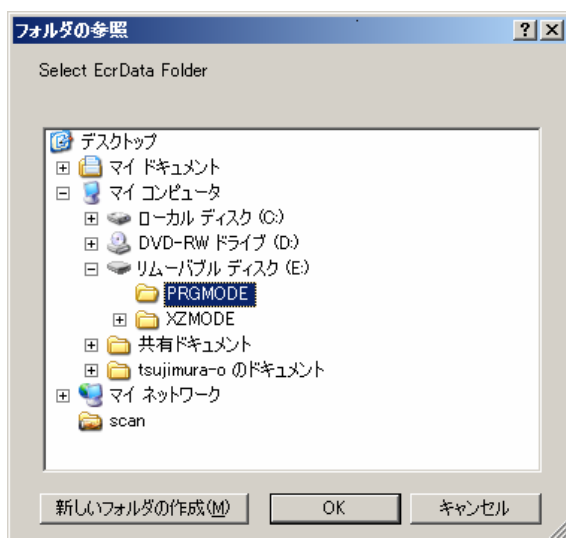 フォルダの参照
Select EcrData Folder
デスクトップ
マイ ドキュメント
マイ コンピュータ
ローカル ディスク (C:)
DVD-RW ドライブ (D:)
リムーバブル ディスク (E:)
PRGMODE
XZMODE
共有ドキュメント
tsujimura-o のドキュメント
マイ ネットワーク
scan
新しいフォルダの作成(M) OK キャンセル